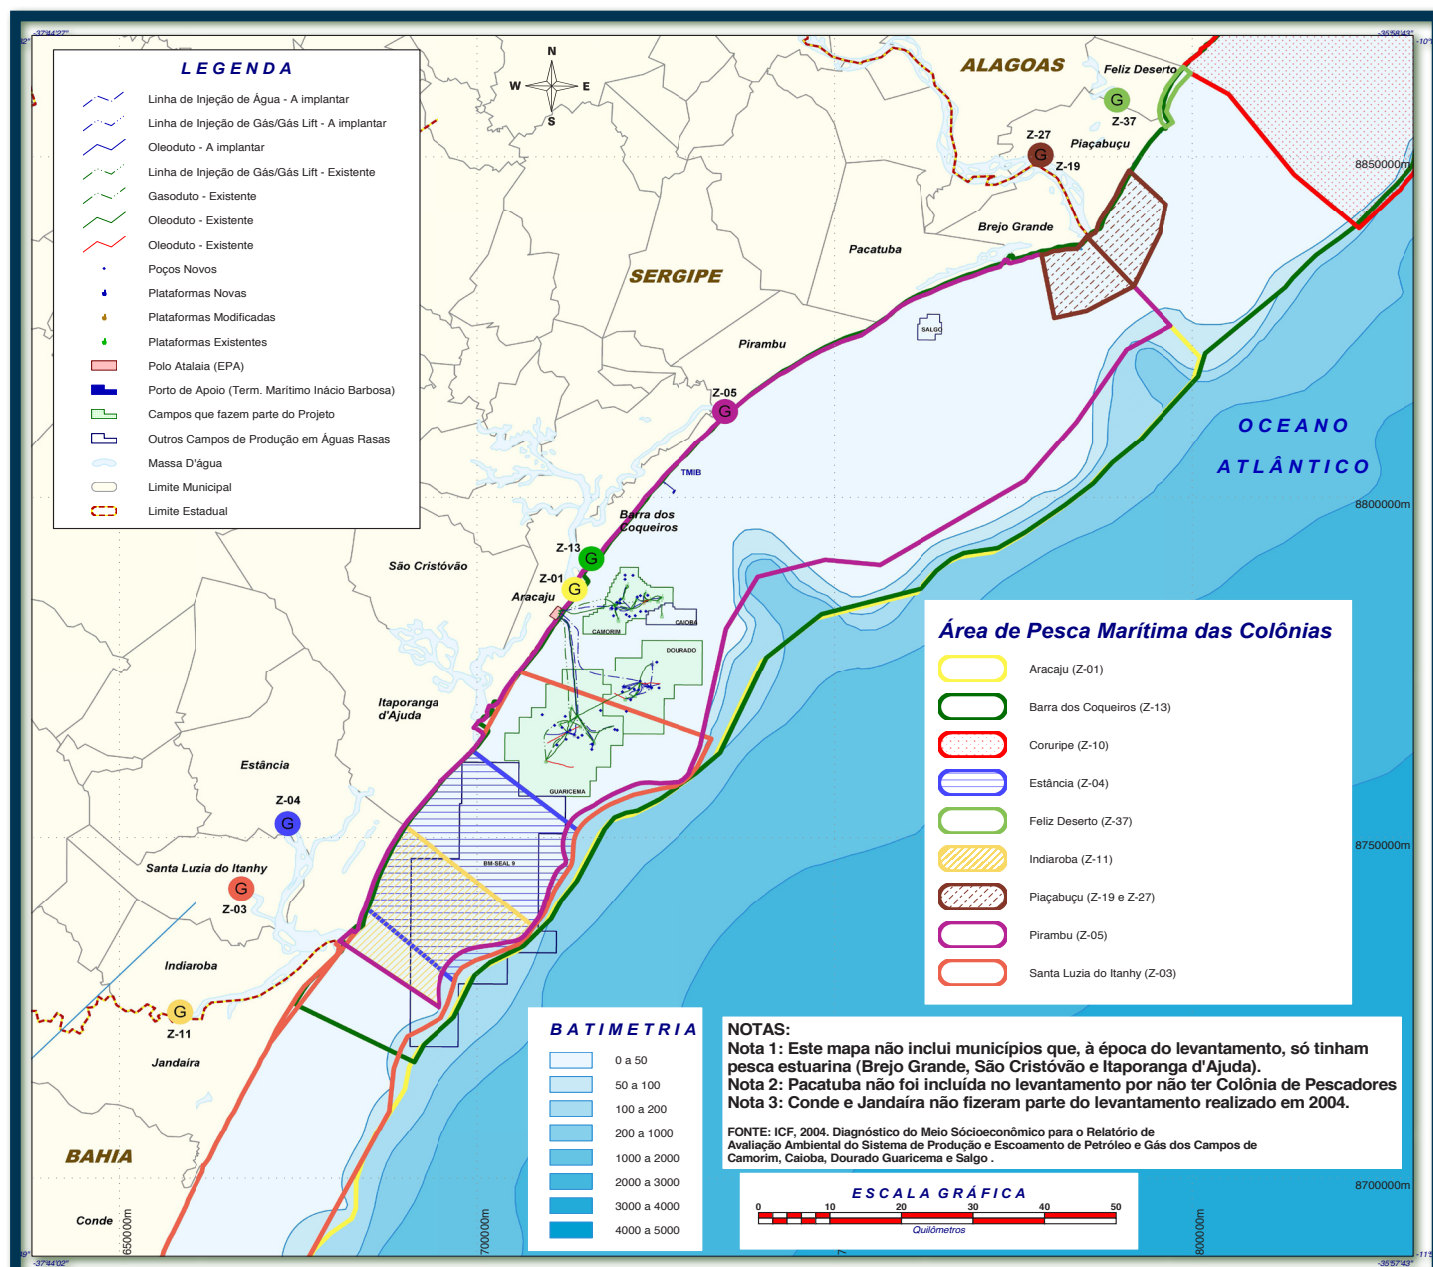 -37°44'27"
-35°58'43"
LEGENDA
Linha de Injeção de Água - A implantar
Linha de Injeção de Gás/Gás Lift - A implantar
Oleoduto - A implantar
Linha de Injeção de Gás/Gás Lift - Existente
Gasoduto - Existente
Oleoduto - Existente
Oleoduto - Existente
Poços Novos
Plataformas Novas
Plataformas Modificadas
Plataformas Existentes
Polo Atalaia (EPA)
Porto de Apoio (Term. Marítimo Inácio Barbosa)
Campos que fazem parte do Projeto
Outros Campos de Produção em Águas Rasas
Massa D'água
Limite Municipal
Limite Estadual
N
W E
S
ALAGOAS
Feliz Deserto
G
Z-37
Z-27
G
Piaçabuçu
Z-19
8850000m
Brejo Grande
Pacatuba
SERGIPE
SALGO
Pirambu
Z-05
G
OCEANO
ATLÂNTICO
TMIB
8800000m
Barra dos
Coqueiros
Z-13
G
São Cristóvão
Z-01
G
Aracaju
CAMORIM
CAIOBA
DOURADO
Itaporanga
d'Ajuda
Estância
GUARICEMA
Z-04
G
BM-SEAL 9
Santa Luzia do Itanhy
G
Z-03
Indiaroba
G
Z-11
Jandaíra
BAHIA
Conde
Área de Pesca Marítima das Colônias
Aracaju (Z-01)
Barra dos Coqueiros (Z-13)
Coruripe (Z-10)
Estância (Z-04)
Feliz Deserto (Z-37)
Indiaroba (Z-11)
Piaçabuçu (Z-19 e Z-27)
Pirambu (Z-05)
Santa Luzia do Itanhy (Z-03)
8750000m
BATIMETRIA
0 a 50
50 a 100
100 a 200
200 a 1000
1000 a 2000
2000 a 3000
3000 a 4000
4000 a 5000
NOTAS:
Nota 1: Este mapa não inclui municípios que, à época do levantamento, só tinham
pesca estuarina (Brejo Grande, São Cristóvão e Itaporanga d'Ajuda).
Nota 2: Pacatuba não foi incluída no levantamento por não ter Colônia de Pescadores
Nota 3: Conde e Jandaíra não fizeram parte do levantamento realizado em 2004.
FONTE: ICF, 2004. Diagnóstico do Meio Sócioeconômico para o Relatório de
Avaliação Ambiental do Sistema de Produção e Escoamento de Petróleo e Gás dos Campos de
Camorim, Caioba, Dourado Guaricema e Salgo .
8700000m
ESCALA GRÁFICA
0 10 20 30 40 50
Quilômetros
650000m
700000m
800000m
-37°44'02"
-35°57'43"